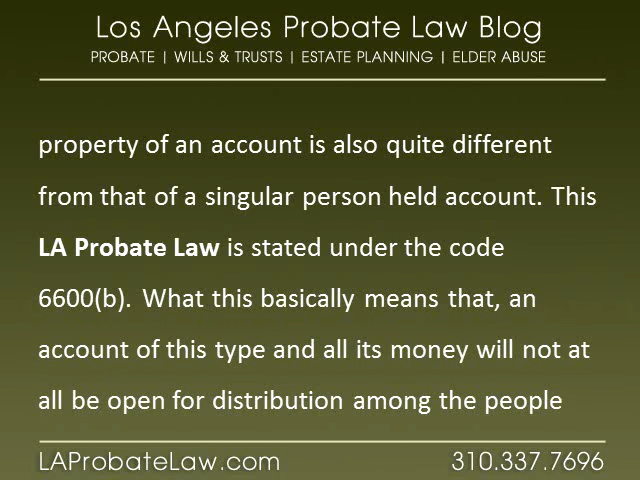 Los Angeles Probate Law Blog
PROBATE | WILLS & TRUSTS | ESTATE PLANNING | ELDER ABUSE
property of an account is also quite different
from that of a singular person held account. This
LA Probate Law is stated under the code
6600(b). What this basically means that, an
account of this type and all its money will not at
all be open for distribution among the people
LAProbateLaw.com 310.337.7696